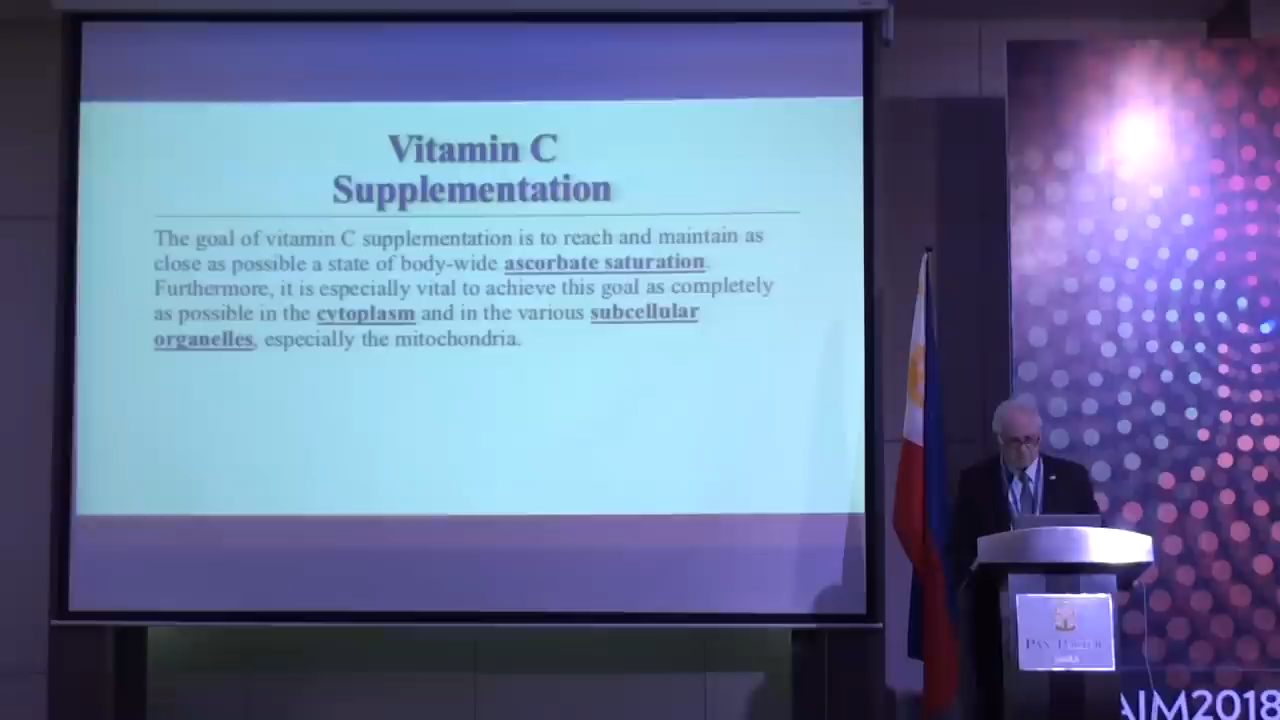 Vitamin C
Supplementation
The goal of vitamin C supplementation is to reach and maintain as
close as possible a state of body-wide ascorbate saturation.
Furthermore, it is especially vital to achieve this goal as completely
as possible in the cytoplasm and in the various subcellular
organelles, especially the mitochondria.
PAN
AIM2018